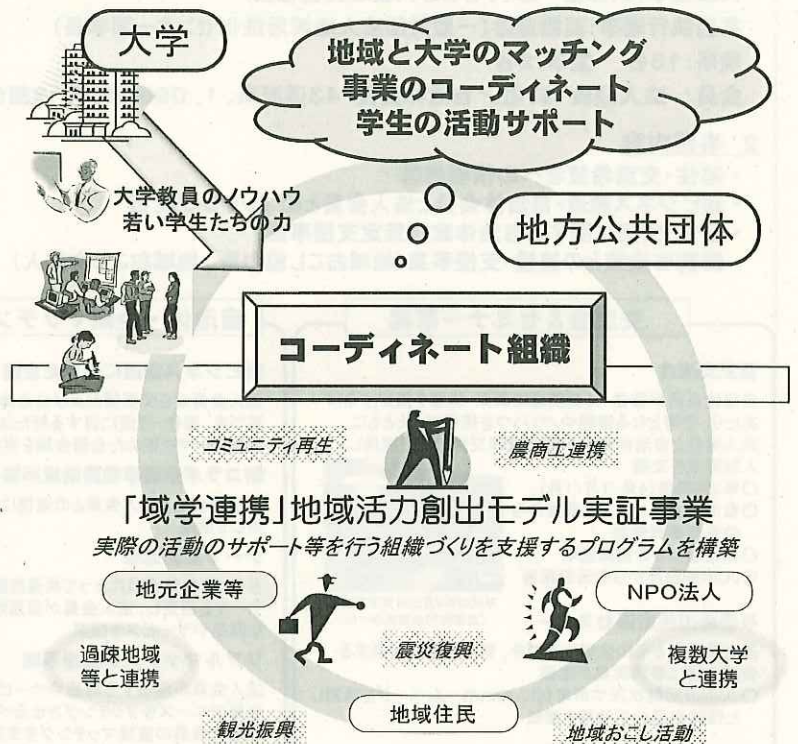 大学
地域と大学のマッチング
事業のコーディネート
学生の活動サポート
大学教員のノウハウ
若い学生たちの力
地方公共団体
コーディネート組織
コミュニティ再生
農商工連携
「域学連携」地域活力創出モデル実証事業
実際の活動のサポート等を行う組織づくりを支援するプログラムを構築
地元企業等
NPO法人
過疎地域
等と連携
震災復興
複数大学
と連携
地域住民
観光振興
地域おこし活動